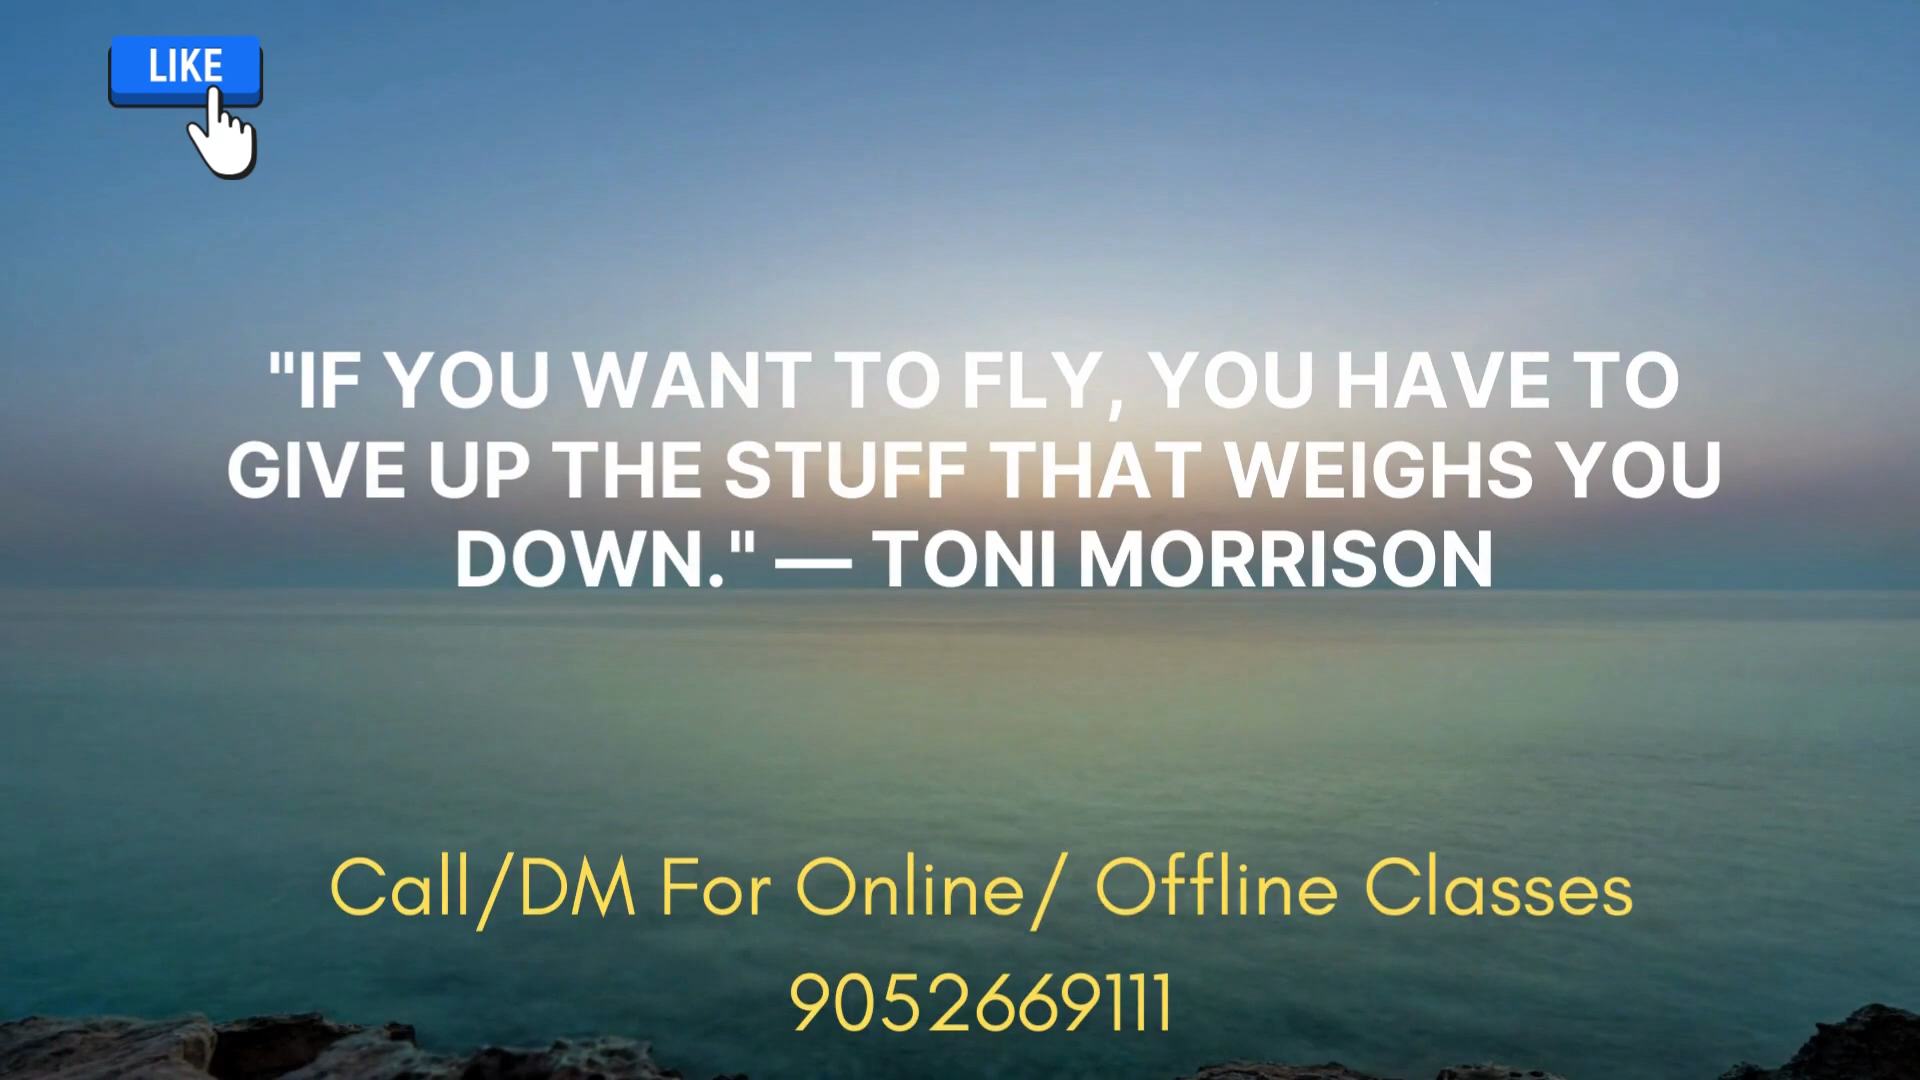 LIKE
"IF YOU WANT TO FLY, YOU HAVE TO
GIVE UP THE STUFF THAT WEIGHS YOU
DOWN." — TONI MORRISON
Call/DM For Online/ Offline Classes
9052669111